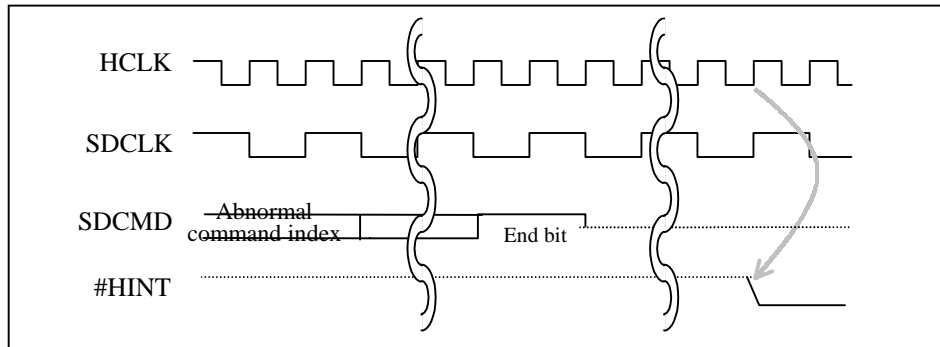 HCLK
SDCLK
SDCMD
Abnormal
command index
End bit
#HINT